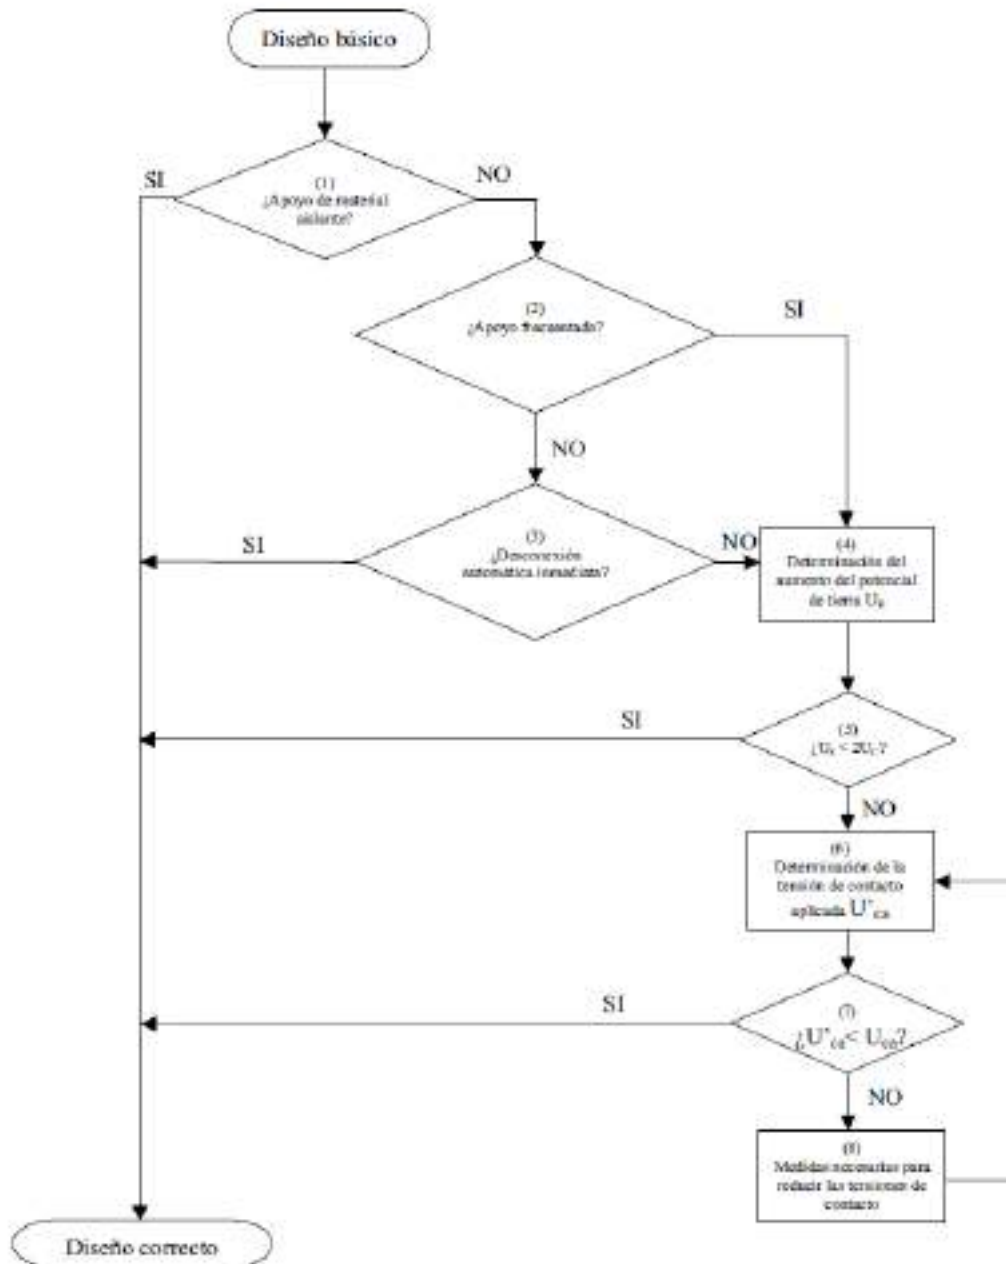 Diseño básico
SI
NO
(1)
¿Apoyo de material
aislante?
(2)
¿Apoyo frecuentado?
SI
NO
(3)
¿Desconexión
automática inmediata?
SI
NO
(4)
Determinación del
aumento del potencial
de tierra U
(5)
SI
NO
(6)
Determinación de la
tensión de contacto
aplicada U'ca
(7)
¿U'ca < Uca?
SI
NO
(8)
Medidas necesarias para
reducir las tensiones de
contacto
Diseño correcto